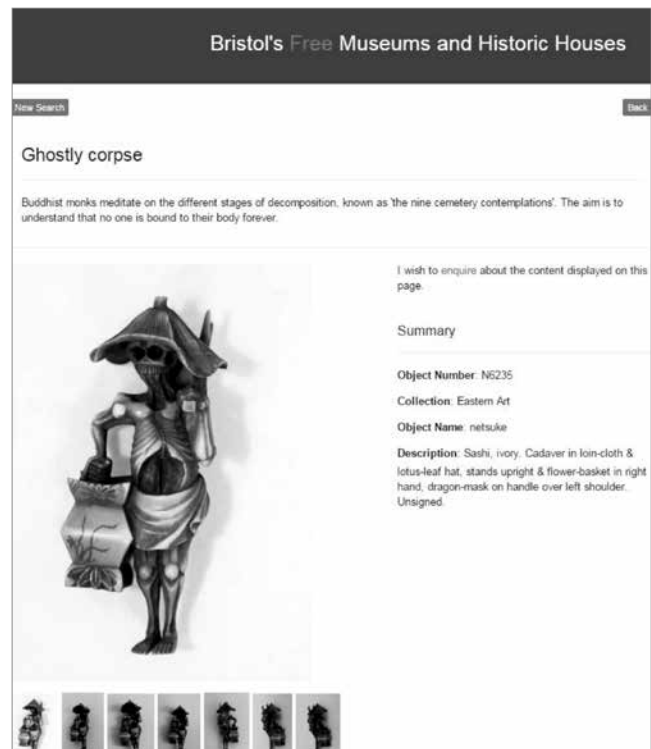 Bristol's Free Museums and Historic Houses
New Search
Back
Ghostly corpse
Buddhist monks meditate on the different stages of decomposition, known as 'the nine cemetery contemplations'. The aim is to
understand that no one is bound to their body forever.
I wish to enquire about the content displayed on this
page.
Summary
Object Number: N6235
Collection: Eastern Art
Object Name: netsuke
Description: Sashi, ivory. Cadaver in loin-cloth &
lotus-leaf hat, stands upright & flower-basket in right
hand, dragon-mask on handle over left shoulder.
Unsigned.